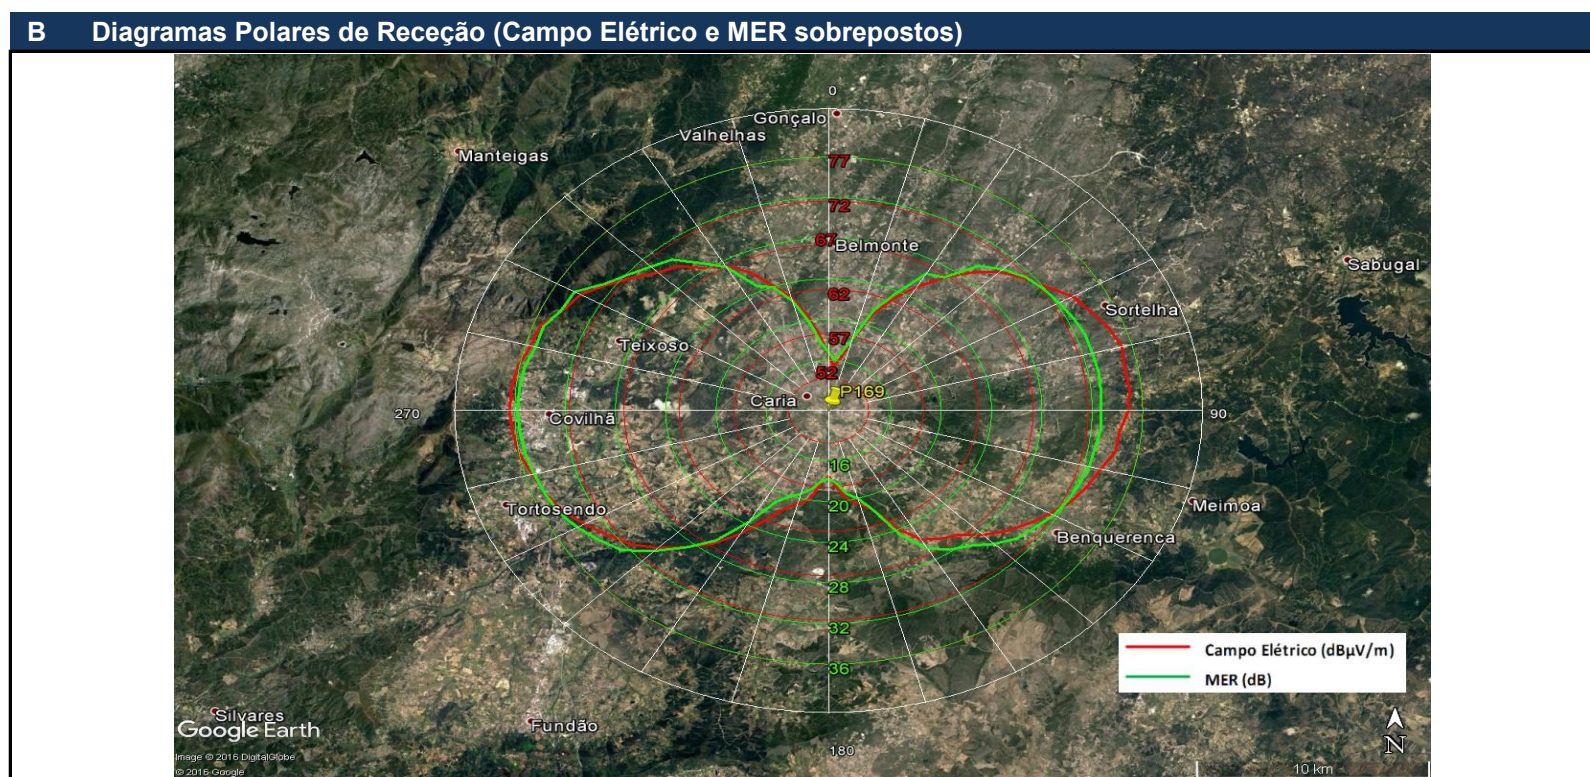 B Diagramas Polares de Receção (Campo Elétrico e MER sobrepostos)
0
Gonçalo
Valhelhas
Manteigas
77
72
67
Belmonte
Sabugal
62
Sortelha
57
Teixoso
52
P169
Caria
270
Covilhã
90
16
20
Tortosendo
Meimoa
24
Benquerença
28
32
Campo Elétrico (dBµV/m)
36
MER (dB)
Silvares
Fundão
Google Earth
N
180
Image © 2016 DigitalGlobe
© 2016 Google
10 km